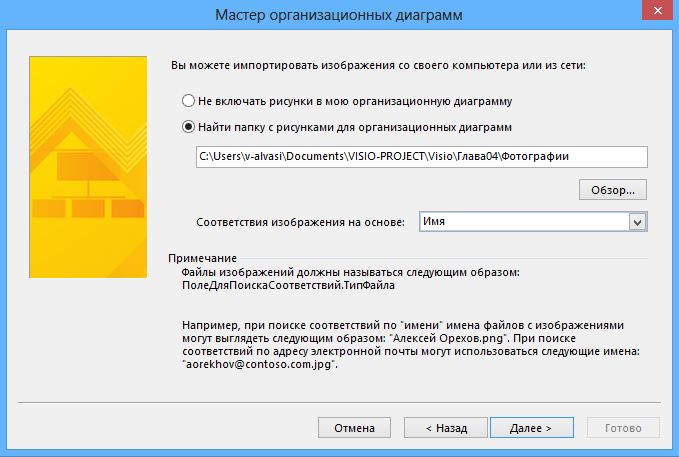 Мастер организационных диаграмм
Вы можете импортировать изображения со своего компьютера или из сети:
Не включать рисунки в мою организационную диаграмму
Найти папку с рисунками для организационных диаграмм
C:\Users\v-alvasi\Documents\VISIO-PROJECT\Visio\Глава04\Фотографии
Обзор...
Соответствия изображения на основе:
Имя
Примечание
Файлы изображений должны называться следующим образом:
ПолеДляПоискаСоответствий.ТипФайла
Например, при поиске соответствий по "имени" имена файлов с изображениями
могут выглядеть следующим образом: "Алексей Орехов.png". При поиске
соответствий по адресу электронной почты могут использоваться следующие имена:
"aorekhov@contoso.com.jpg".
Отмена
< Назад
Далее >
Готово